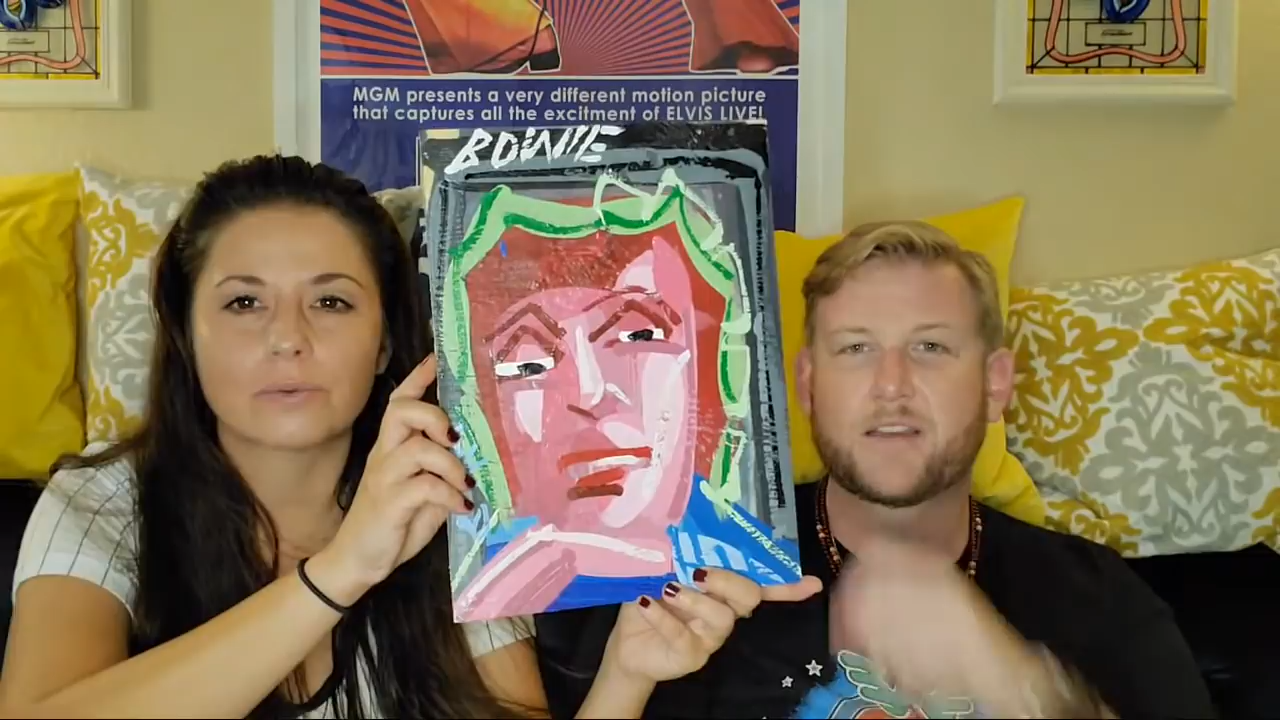 MGM presents a very different motion picture
that captures all the excitment of ELVIS LIVE!
BOWIE